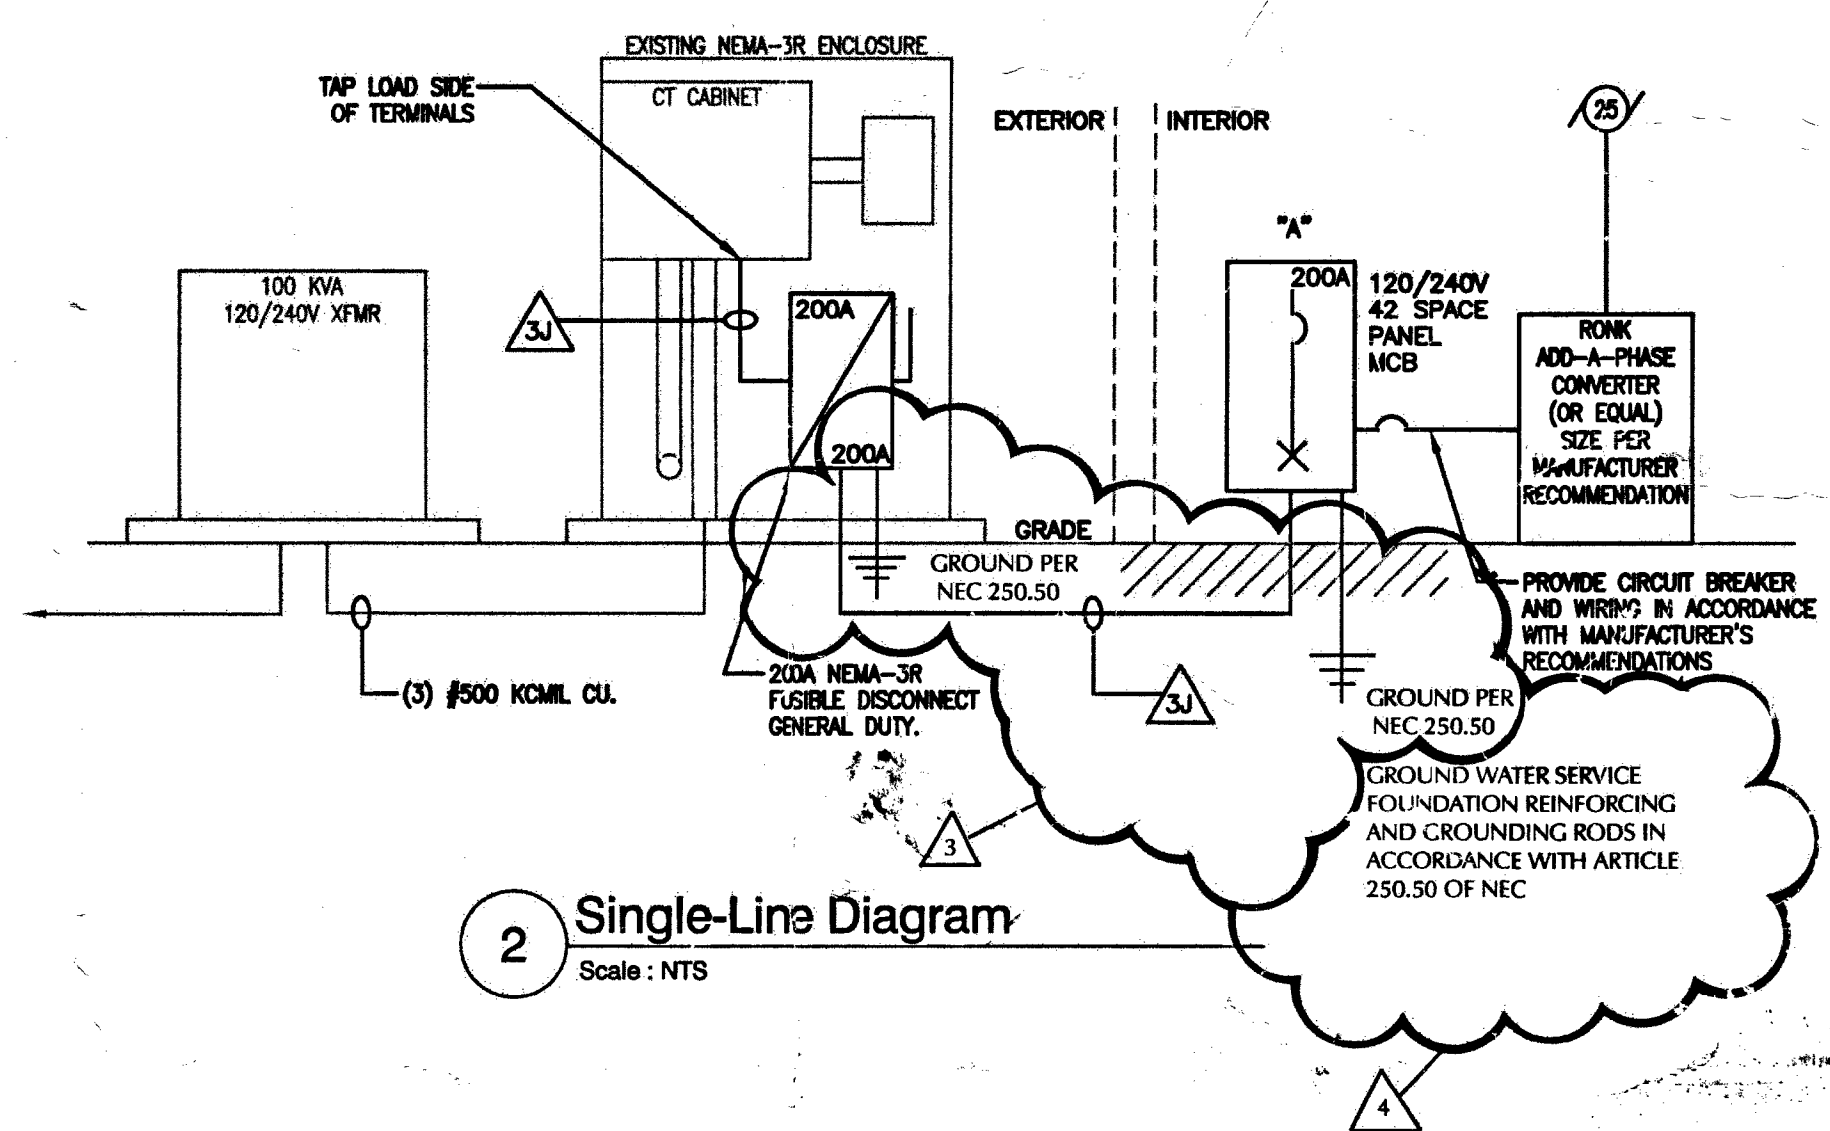 EXISTING NEMA-3R ENCLOSURE
TAP LOAD SIDE
OF TERMINALS
CT CABINET
EXTERIOR
INTERIOR
25
"A"
100 KVA
120/240V XFMR
3J
200A
200A
200A
120/240V
42 SPACE
PANEL
MCB
RONK
ADD-A-PHASE
CONVERTER
(OR EQUAL)
SIZE PER
MANUFACTURER
RECOMMENDATION
GRADE
GROUND PER
NEC 250.50
PROVIDE CIRCUIT BREAKER
AND WIRING IN ACCORDANCE
WITH MANUFACTURER'S
RECOMMENDATIONS
(3) #500 KCMIL CU.
200A NEMA-3R
FUSIBLE DISCONNECT
GENERAL DUTY.
3J
GROUND PER
NEC 250.50
GROUND WATER SERVICE
FOUNDATION REINFORCING
AND GROUNDING RODS IN
ACCORDANCE WITH ARTICLE
250.50 OF NEC
3
2
Single-Line Diagram
Scale : NTS
4